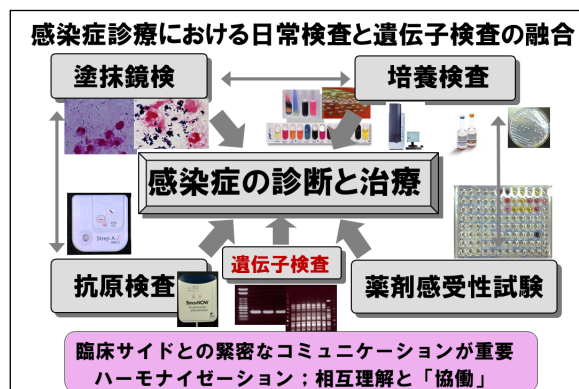 感染症診療における日常検査と遺伝子検査の融合
塗抹鏡検
培養検査
感染症の診断と治療
Strep A
抗原検査
遺伝子検査
薬剤感受性試験
BinaxNOW
臨床サイドとの緊密なコミュニケーションが重要
ハーモナイゼーション；相互理解と「協働」